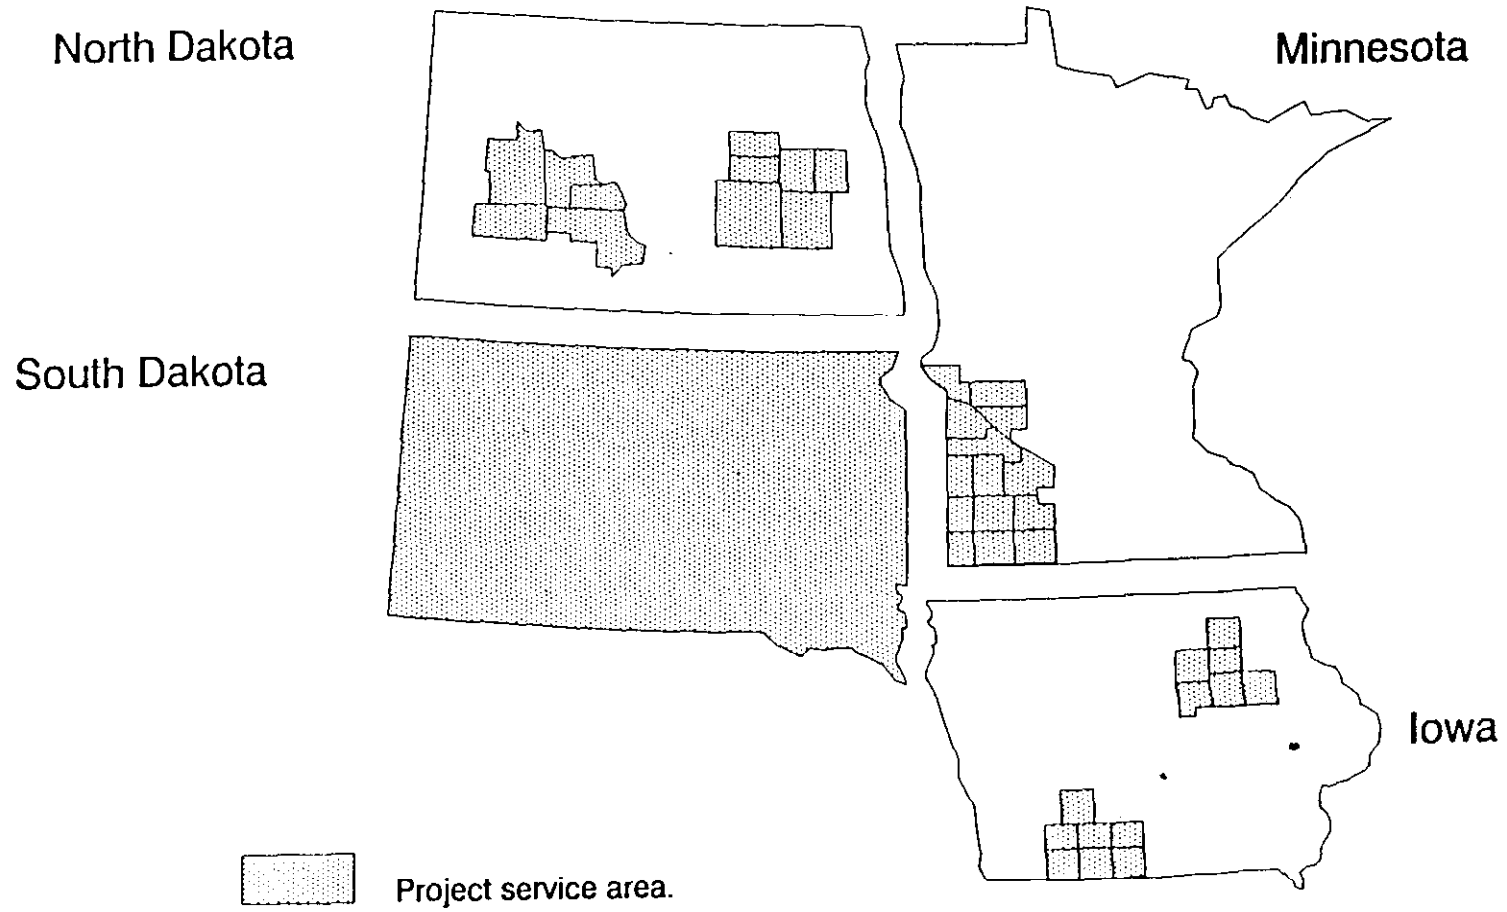 North Dakota
Minnesota
South Dakota
Iowa
Project service area.